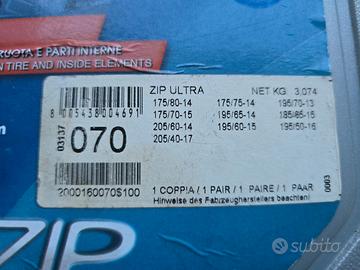 RUOTA E PARTI INTERNE
N TIRE AND INSIDE ELEMENTS
ZIP ULTRA NET KG. 3,074
175/80-14 175/75-14 195/70-13
175/70-15 195/65-14 185/65-15
205/60-14 195/60-15 195/50-16
205/40-17
8 005438 004691
03137
070
2000160070$100
1 COPPIA / 1 PAIR / 1 PAIRE / 1 PAAR
Hinweise des Fahrzeugherstellers beachten!
0003
ZIP
subito